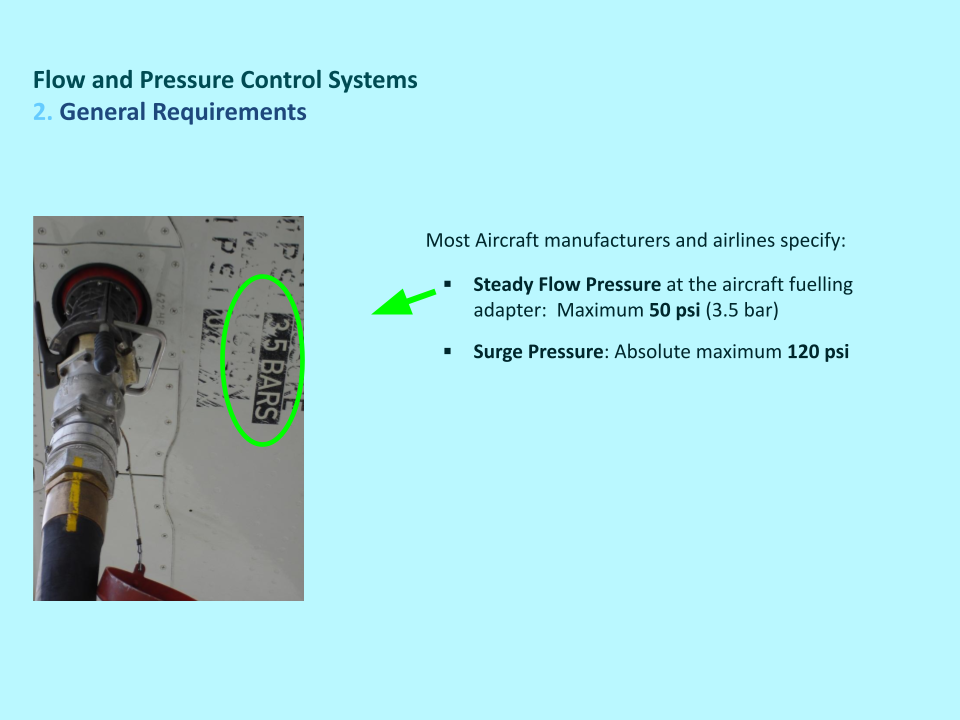 Flow and Pressure Control Systems
2. General Requirements
Most Aircraft manufacturers and airlines specify:
▪ Steady Flow Pressure at the aircraft fuelling
adapter: Maximum 50 psi (3.5 bar)
▪ Surge Pressure: Absolute maximum 120 psi
3.5 BARS